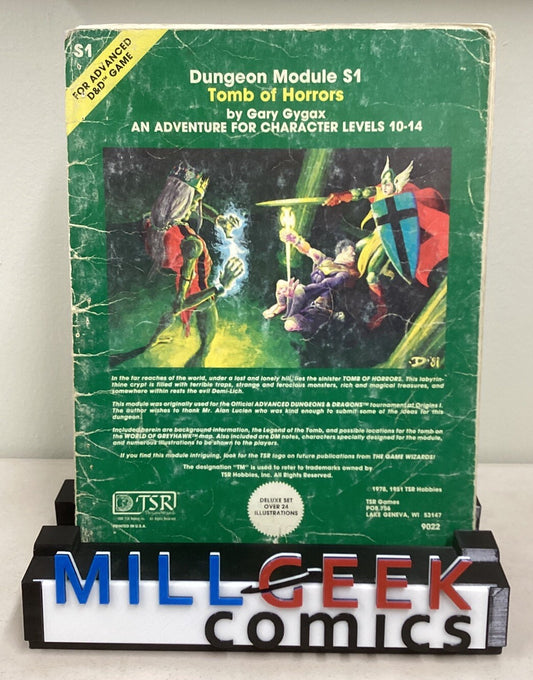 S1
FOR ADVANCED
D&D™ GAME
Dungeon Module S1
Tomb of Horrors
by Gary Gygax
AN ADVENTURE FOR CHARACTER LEVELS 10-14
D '81
In the far reaches of the world, under a lost and lonely hill, lies the sinister TOMB OF HORRORS. This labyrin-
thine crypt is filled with terrible traps, strange and ferocious monsters, rich and magical treasures, and
somewhere within rests the evil Demi-Lich.
This module was originally used for the Official ADVANCED DUNGEONS & DRAGONS™ tournament at Origins I.
The author wishes to thank Mr. Alan Lucien who was kind enough to submit some of the ideas for this
dungeon.
Included herein are background information, the Legend of the Tomb, and possible locations for the tomb on
the WORLD OF GREYHAWK™ map. Also included are DM notes, characters specially designed for the module,
and numerous illustrations to be shown to the players.
If you find this module intriguing, look for the TSR logo on future publications from THE GAME WIZARDS!
The designation "TM" is used to refer to trademarks owned by
TSR Hobbies, Inc. All Rights Reserved.
TSR
PRINTED IN U.S.A.
DELUXE SET
OVER 24
ILLUSTRATIONS
1978, 1981 TSR Hobbies
TSR Games
POB 756
LAKE GENEVA, WI 53147
9022
MILLGEEK
comics